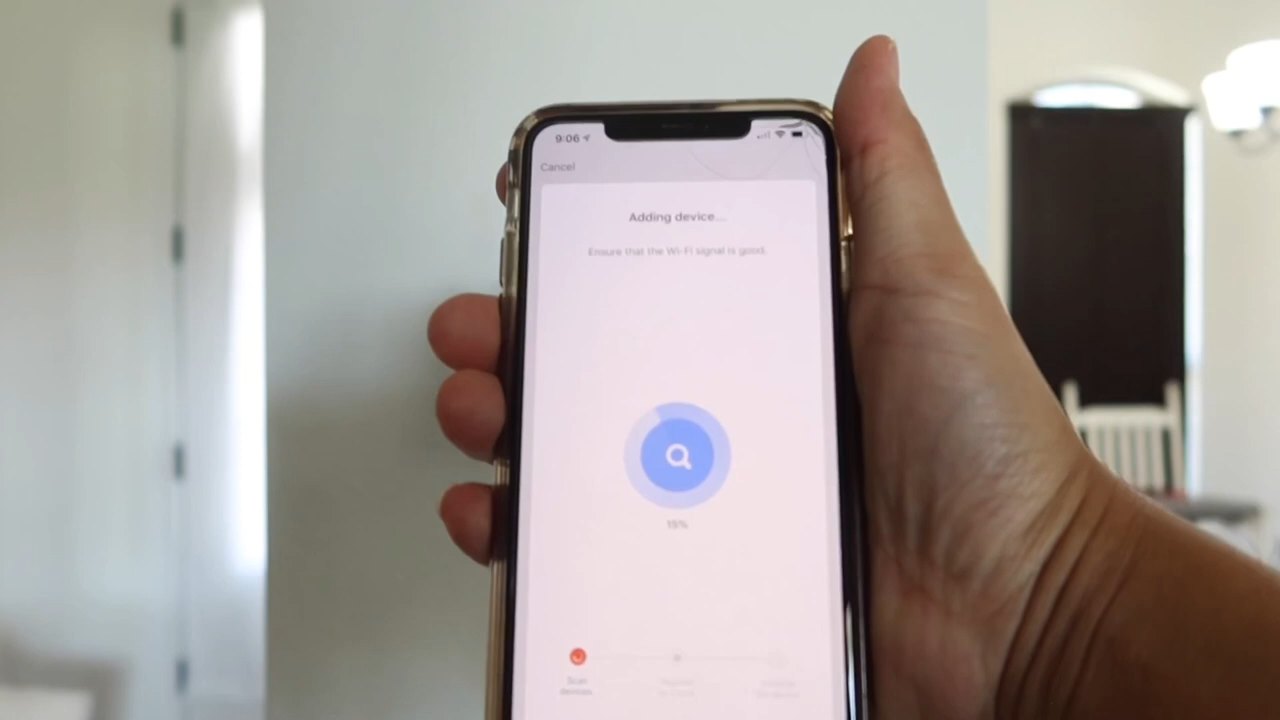 9:06
Cancel
Adding device...
Ensure that the Wi-Fi signal is good.
15%
Scan
devices